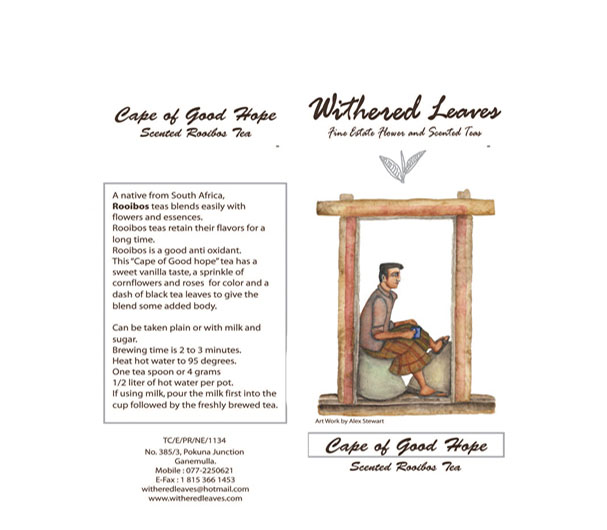 Cape of Good Hope
Scented Rooibos Tea
A native from South Africa,
Rooibos teas blends easily with
flowers and essences.
Rooibos teas retain their flavors for a
long time.
Rooibos is a good anti oxidant.
This "Cape of Good hope" tea has a
sweet vanilla taste, a sprinkle of
cornflowers and roses for color and a
dash of black tea leaves to give the
blend some added body.
Can be taken plain or with milk and
sugar.
Brewing time is 2 to 3 minutes.
Heat hot water to 95 degrees.
One tea spoon or 4 grams
1/2 liter of hot water per pot.
If using milk, pour the milk first into the
cup followed by the freshly brewed tea.
TC/E/PR/NE/1134
No. 385/3, Pokuna Junction
Ganemulla.
Mobile : 077-2250621
E-Fax : 1 815 366 1453
witheredleaves@hotmail.com
www.witheredleaves.com
Withered Leaves
Fine Estate Flower and Scented Teas
Art Work by Alex Stewart
Cape of Good Hope
Scented Rooibos Tea